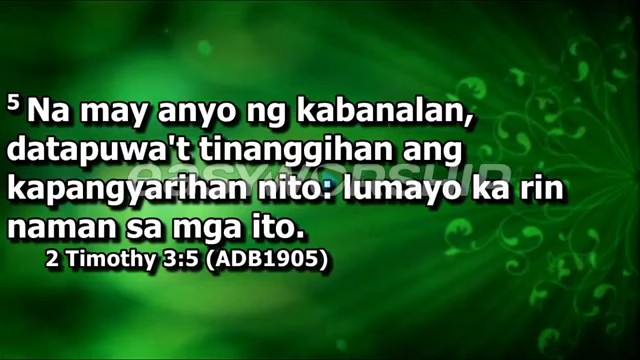 5 Na may anyo ng kabanalan,
datapuwa't tinanggihan ang
easyworship
kapangyarihan nito: lumayo ka rin
naman sa mga ito.
2 Timothy 3:5 (ADB1905)